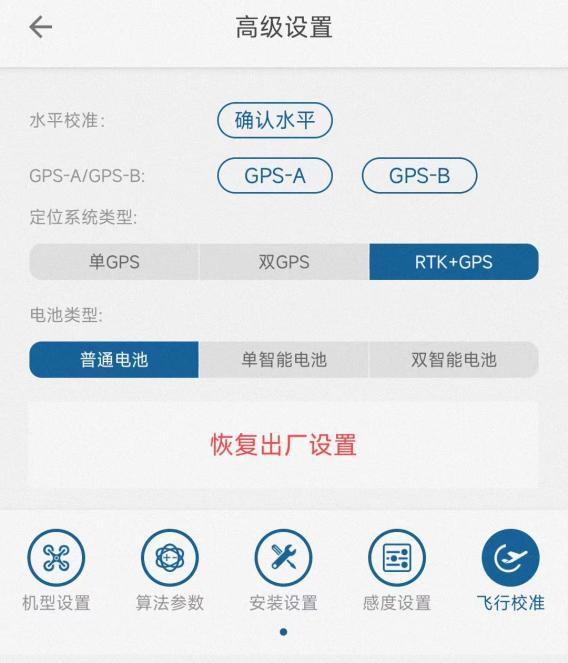 高级设置
水平校准: 确认水平
GPS-A/GPS-B: GPS-A GPS-B
定位系统类型:
单GPS 双GPS RTK+GPS
电池类型:
普通电池 单智能电池 双智能电池
恢复出厂设置
机型设置 算法参数 安装设置 感度设置 飞行校准